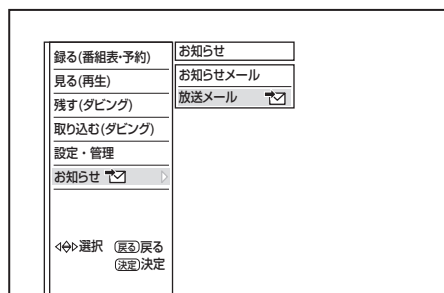 録る(番組表･予約)
見る(再生)
残す(ダビング)
取り込む(ダビング)
設定・管理
お知らせ
選択 戻る戻る
決定決定
お知らせ
お知らせメール
放送メール